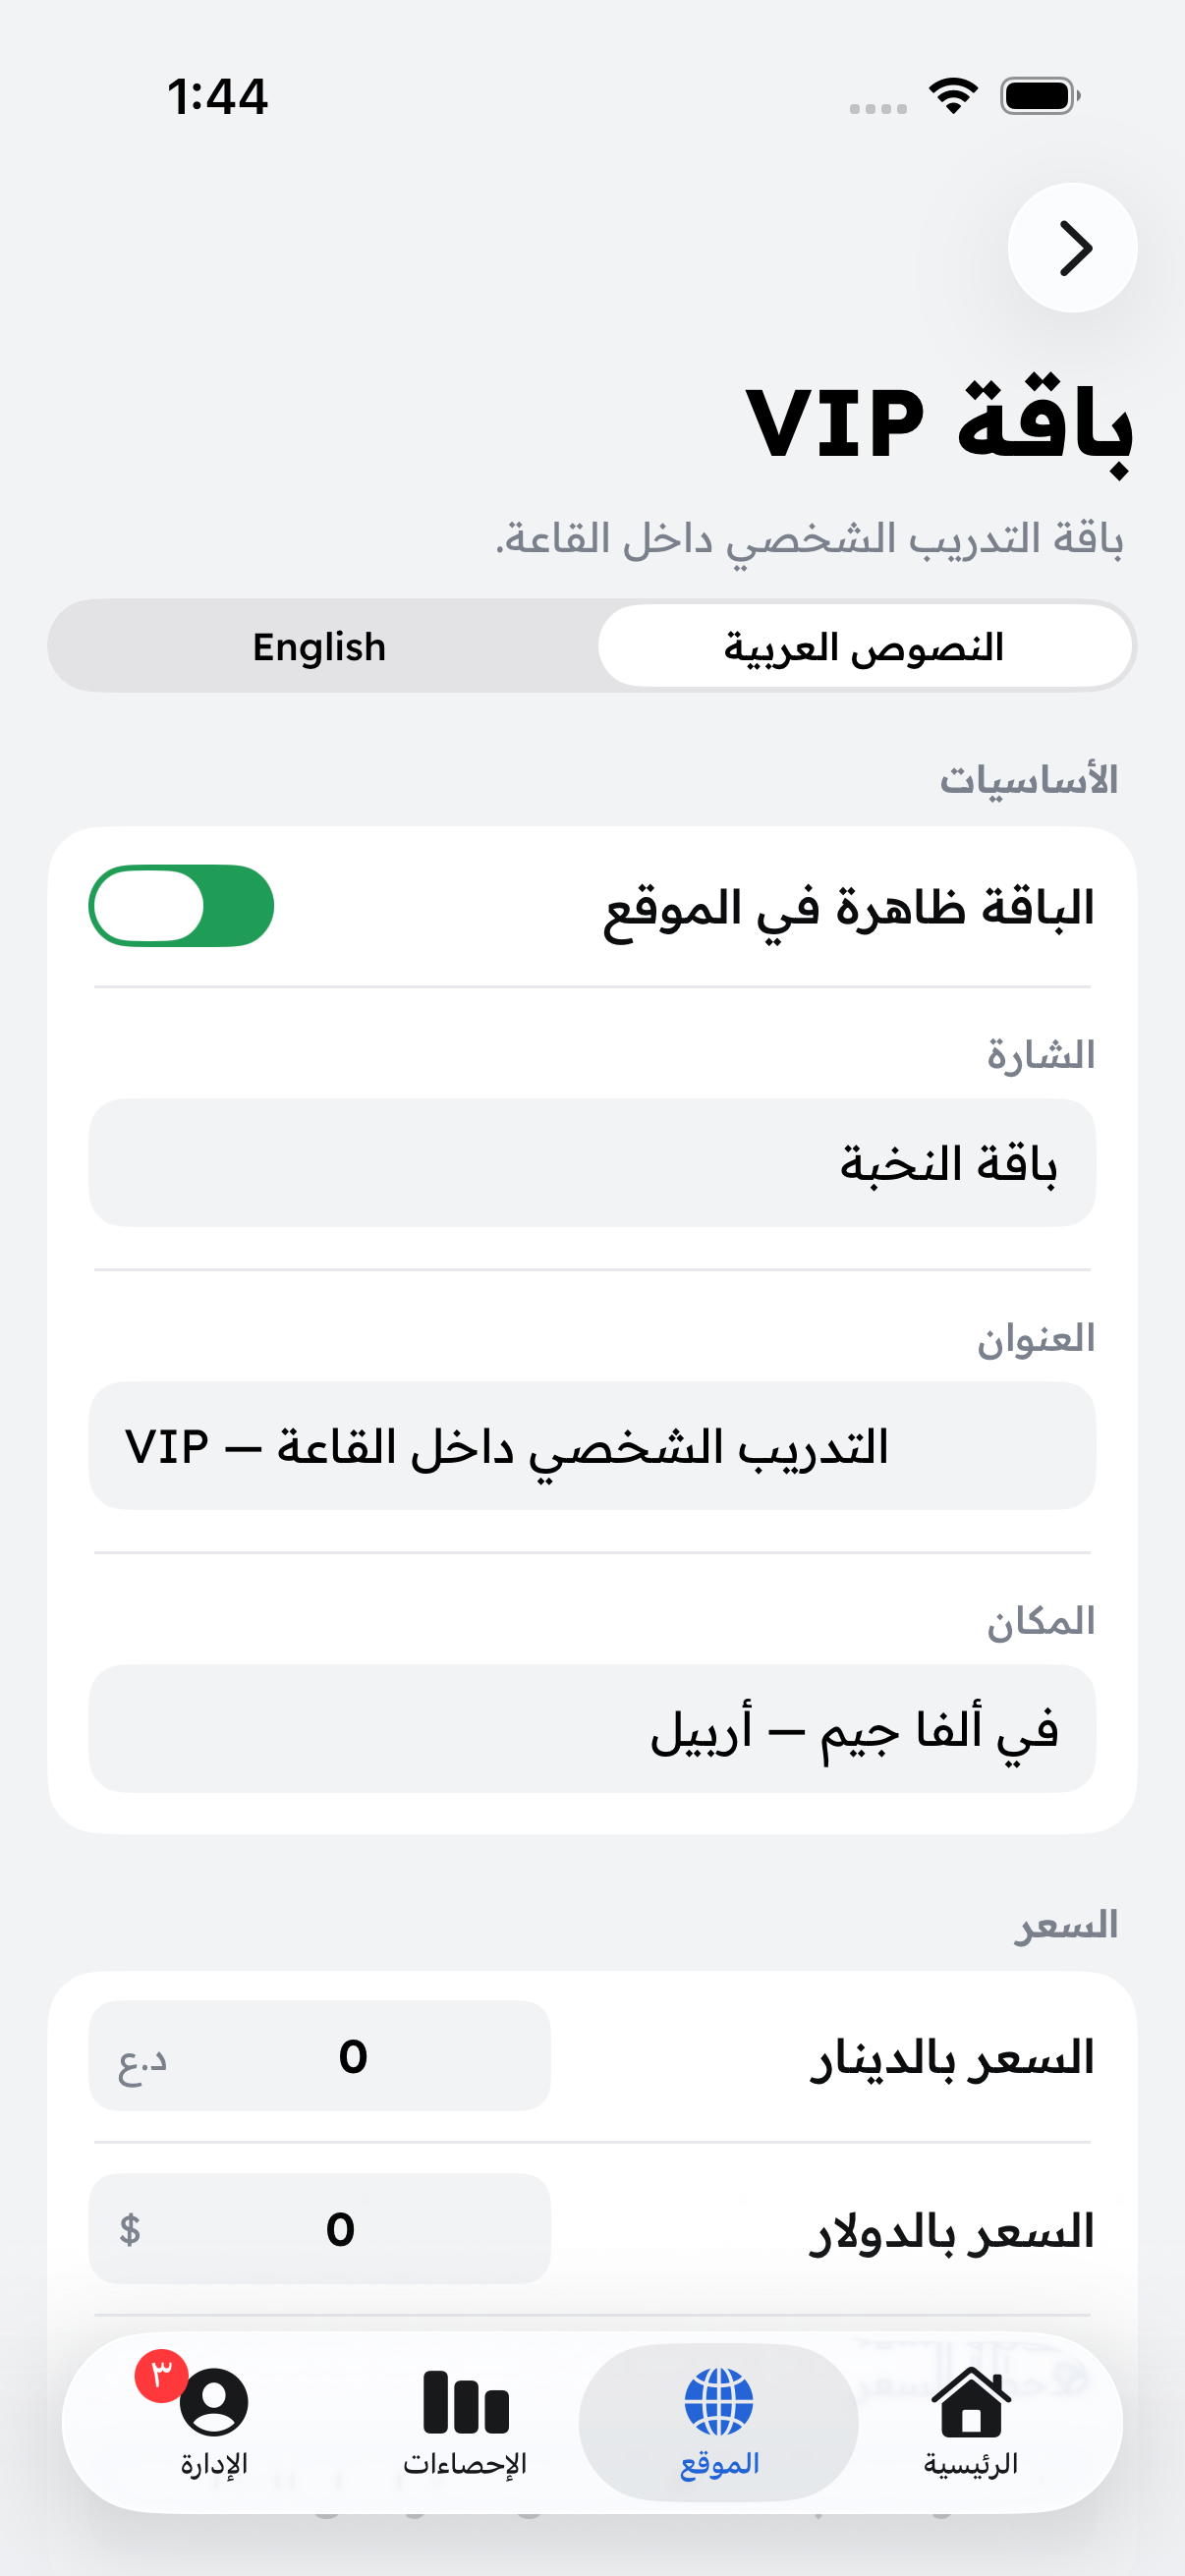 1:44
باقة VIP
باقة التدريب الشخصي داخل القاعة.
النصوص العربية
English
الأساسيات
الباقة ظاهرة في الموقع
الشارة
باقة النخبة
العنوان
VIP — التدريب الشخصي داخل القاعة
المكان
في ألفا جيم — أربيل
السعر
السعر بالدينار
0
د.ع
السعر بالدولار
0
$
الرئيسية
الموقع
الإحصاءات
٣
الإدارة